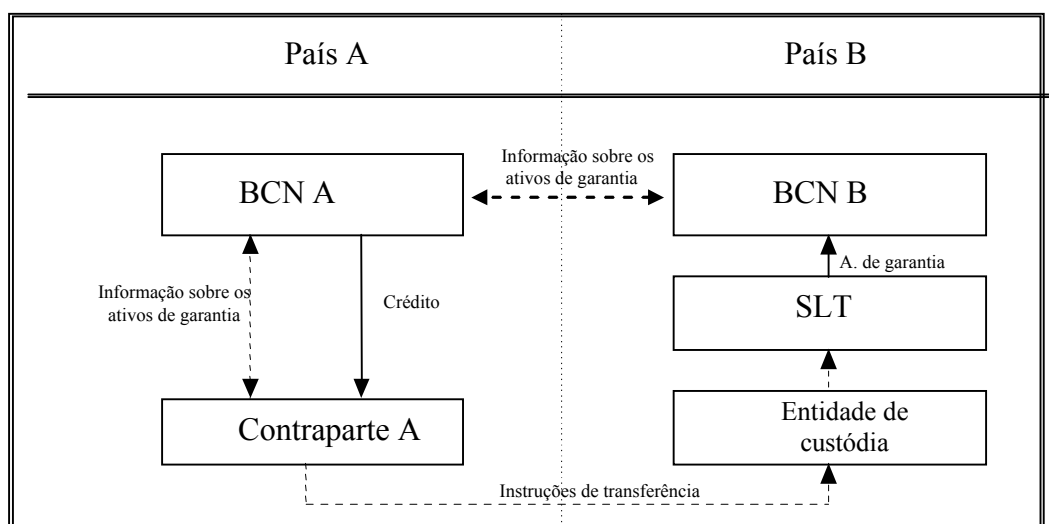 País A
País B
Informação sobre os
ativos de garantia
BCN A
BCN B
A. de garantia
Informação sobre os
ativos de garantia
Crédito
SLT
Contraparte A
Entidade de
custódia
Instruções de transferência